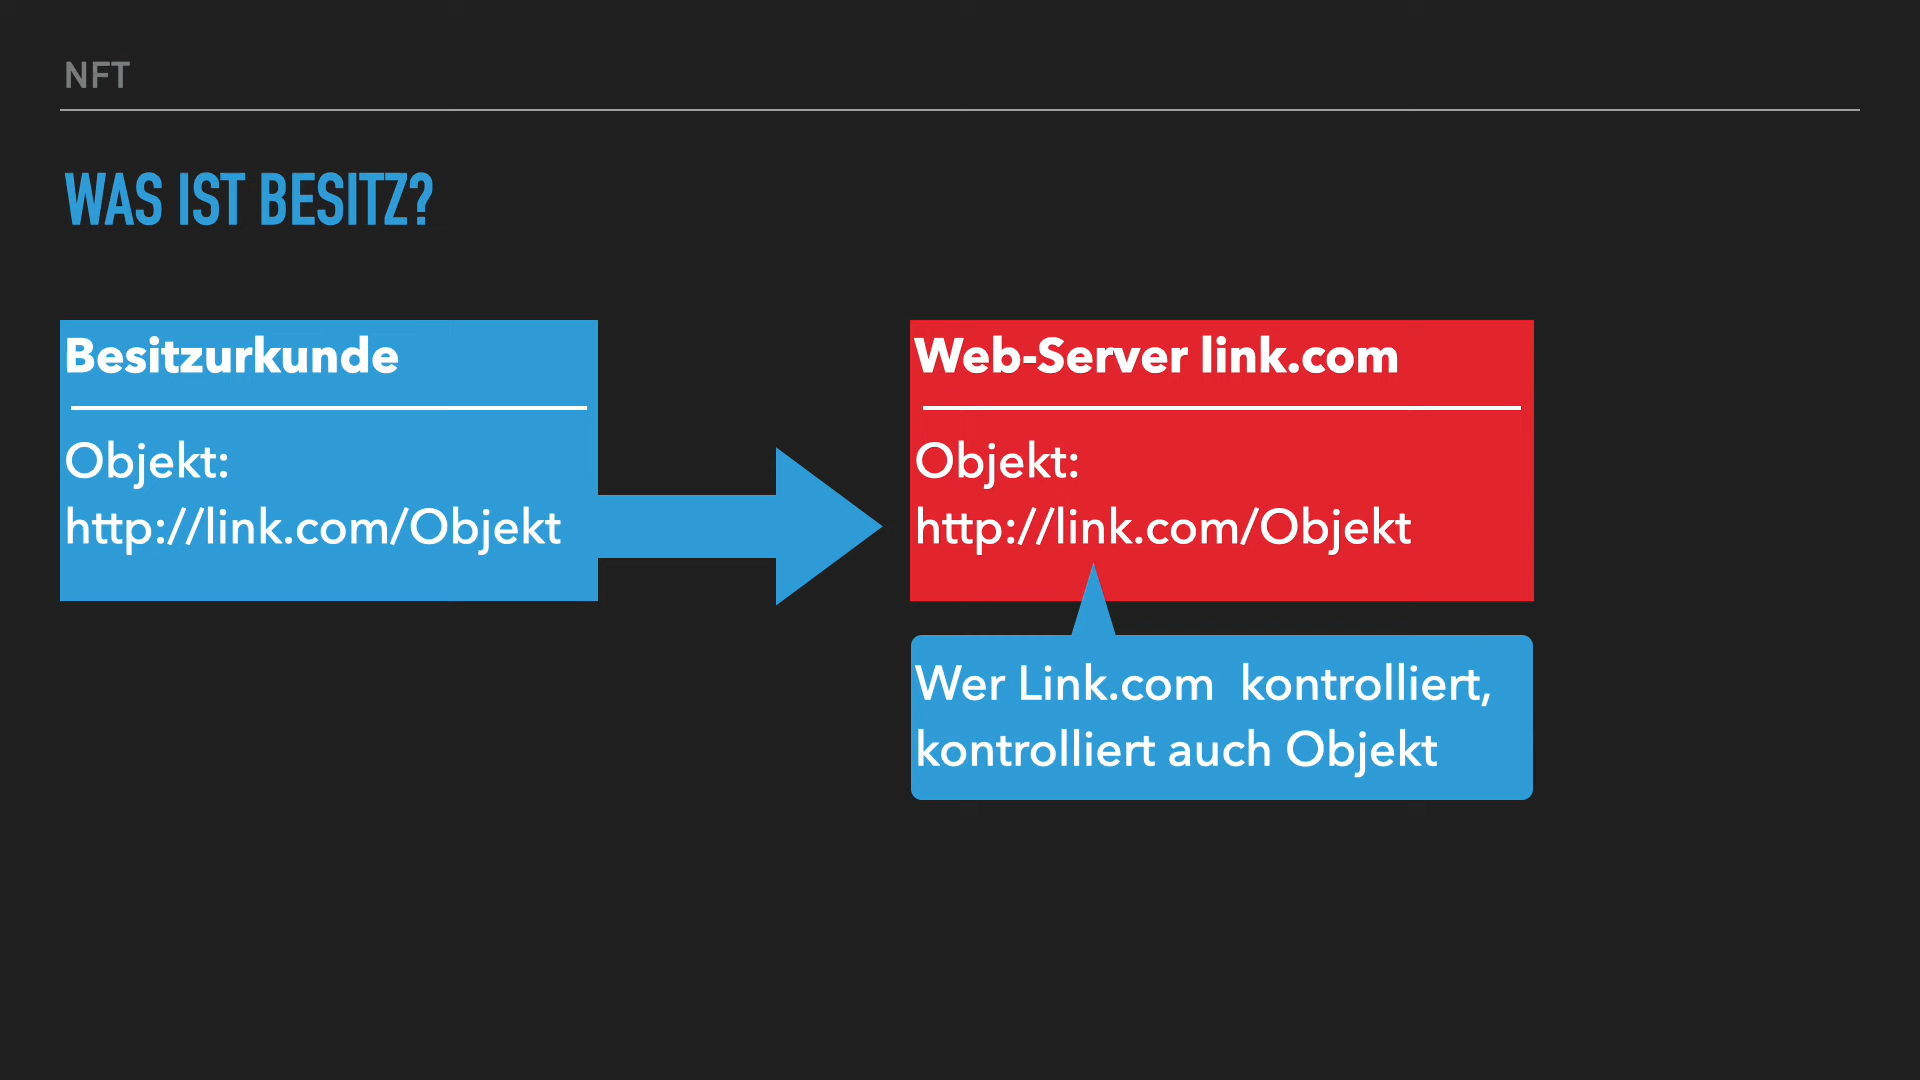 NFT
WAS IST BESITZ?
Besitzurkunde
Objekt:
http://link.com/Objekt
Web-Server link.com
Objekt:
http://link.com/Objekt
Wer Link.com  kontrolliert,
kontrolliert auch Objekt